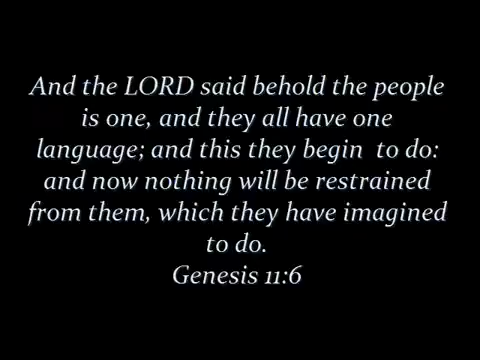 And the LORD said behold the people
is one, and they all have one
language; and this they begin  to do:
and now nothing will be restrained
from them, which they have imagined
to do.
Genesis 11:6